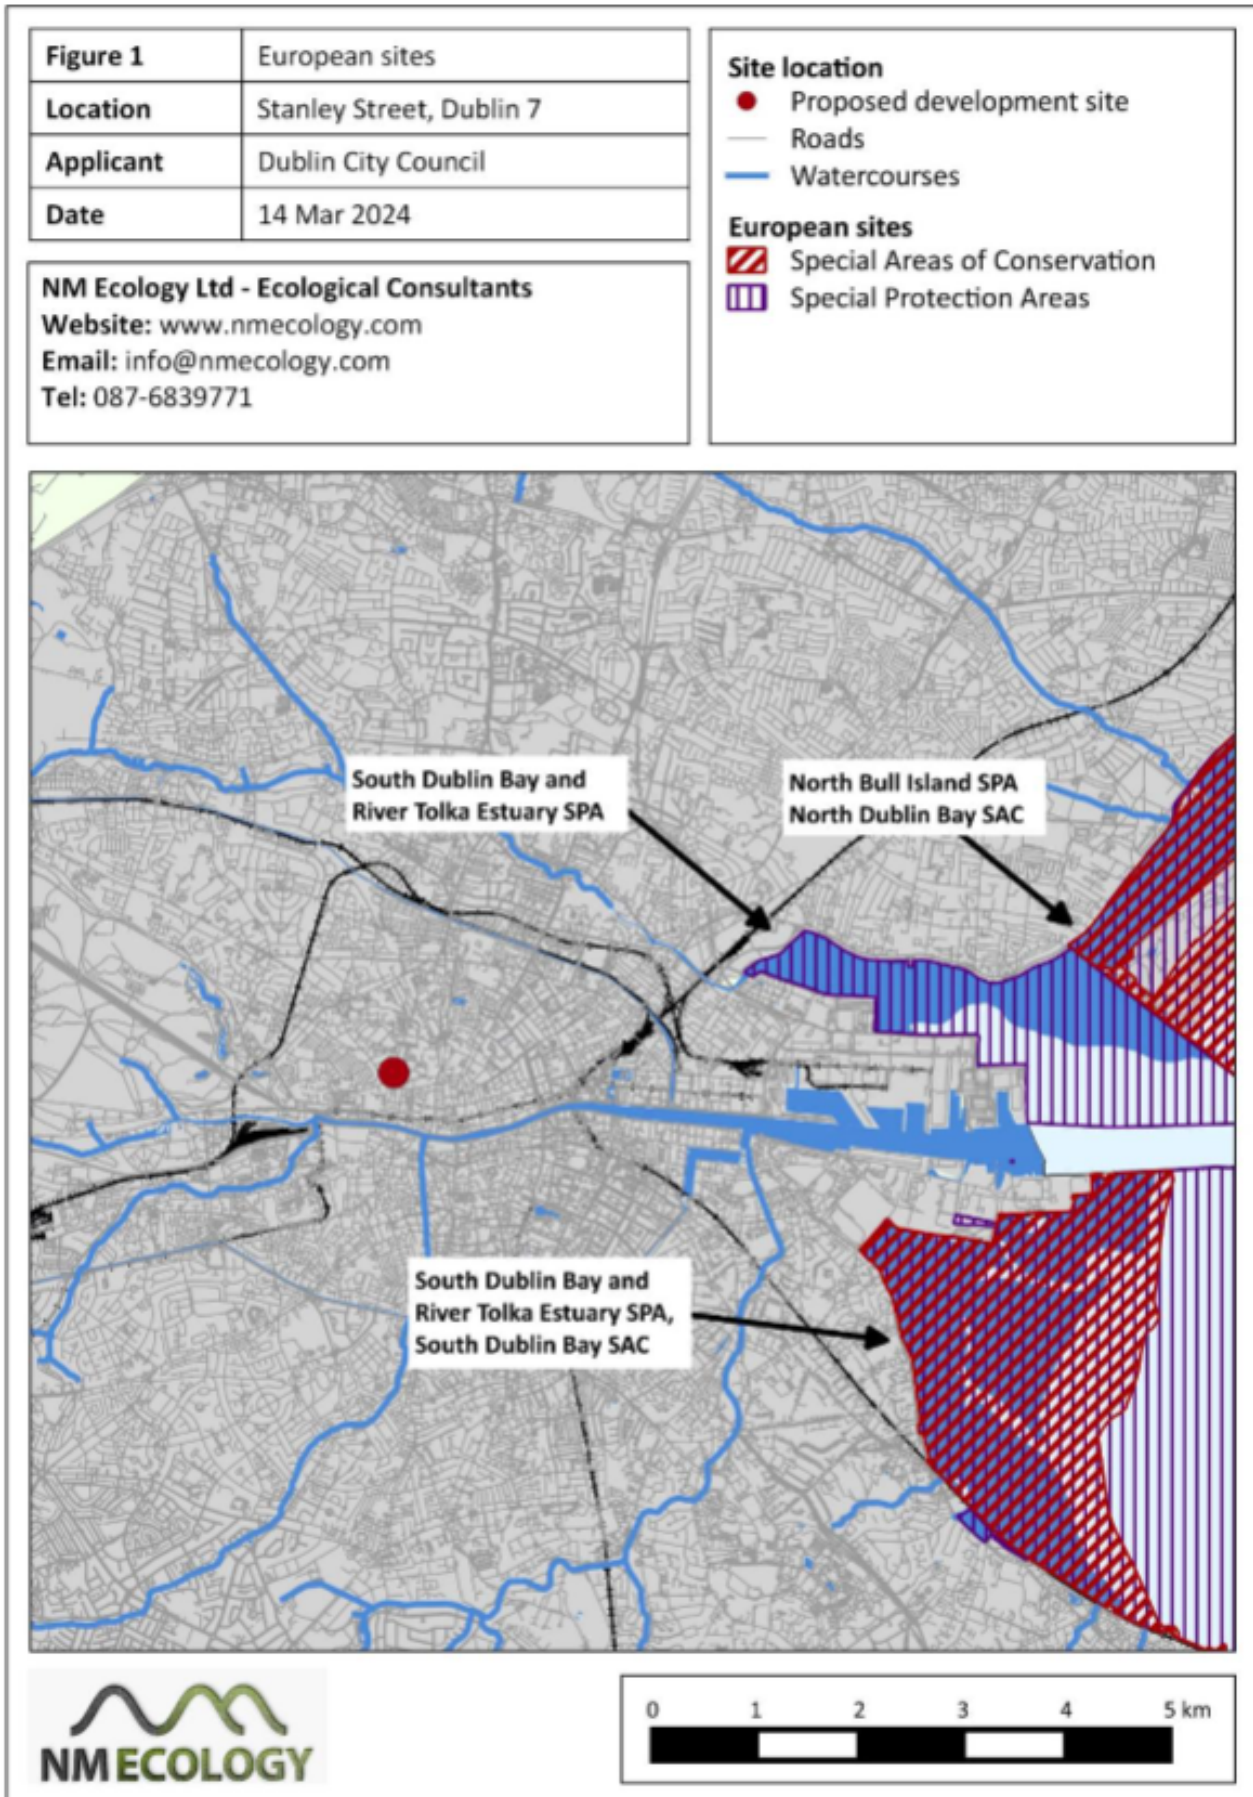 Figure 1 European sites
Location Stanley Street, Dublin 7
Applicant Dublin City Council
Date 14 Mar 2024
NM Ecology Ltd - Ecological Consultants
Website: www.nmecology.com
Email: info@nmecology.com
Tel: 087-6839771
Site location
Proposed development site
Roads
Watercourses
European sites
Special Areas of Conservation
Special Protection Areas
South Dublin Bay and
River Tolka Estuary SPA
North Bull Island SPA
North Dublin Bay SAC
South Dublin Bay and
River Tolka Estuary SPA,
South Dublin Bay SAC
NM ECOLOGY
0 1 2 3 4 5 km